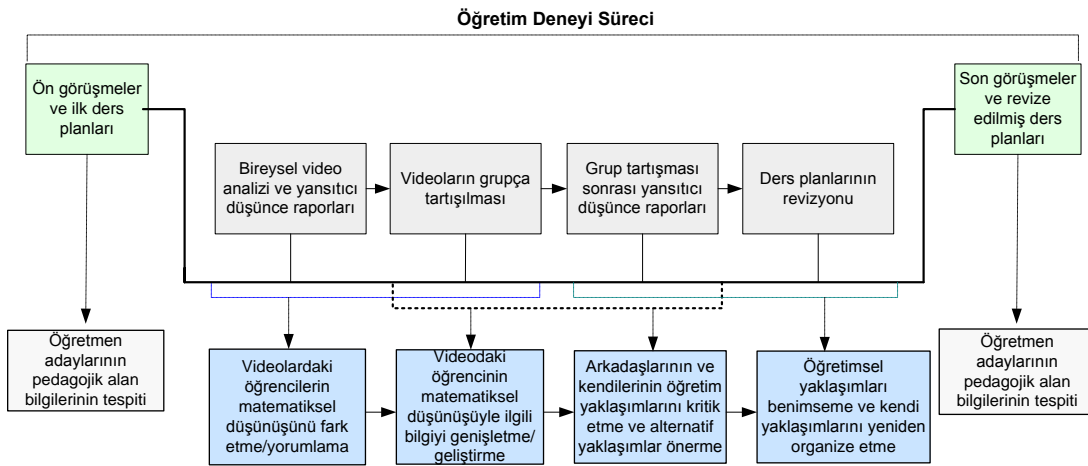 Öğretim Deneyi Süreci
Ön görüşmeler
ve ilk ders
planları
Son görüşmeler
ve revize
edilmiş ders
planları
Bireysel video
analizi ve yansıtıcı
düşünce raporları
Videoların grupça
tartışılması
Grup tartışması
sonrası yansıtıcı
düşünce raporları
Ders planlarının
revizyonu
Öğretmen
adaylarının
pedagojik alan
bilgilerinin tespiti
Videolardaki
öğrencilerin
matematiksel
düşünüşünü fark
etme/yorumlama
Videodaki
öğrencinin
matematiksel
düşünüşüyle ilgili
bilgiyi genişletme/
geliştirme
Arkadaşlarının ve
kendilerinin öğretim
yaklaşımlarını kritik
etme ve alternatif
yaklaşımlar önerme
Öğretimsel
yaklaşımları
benimseme ve kendi
yaklaşımlarını yeniden
organize etme
Öğretmen
adaylarının
pedagojik alan
bilgilerinin tespiti